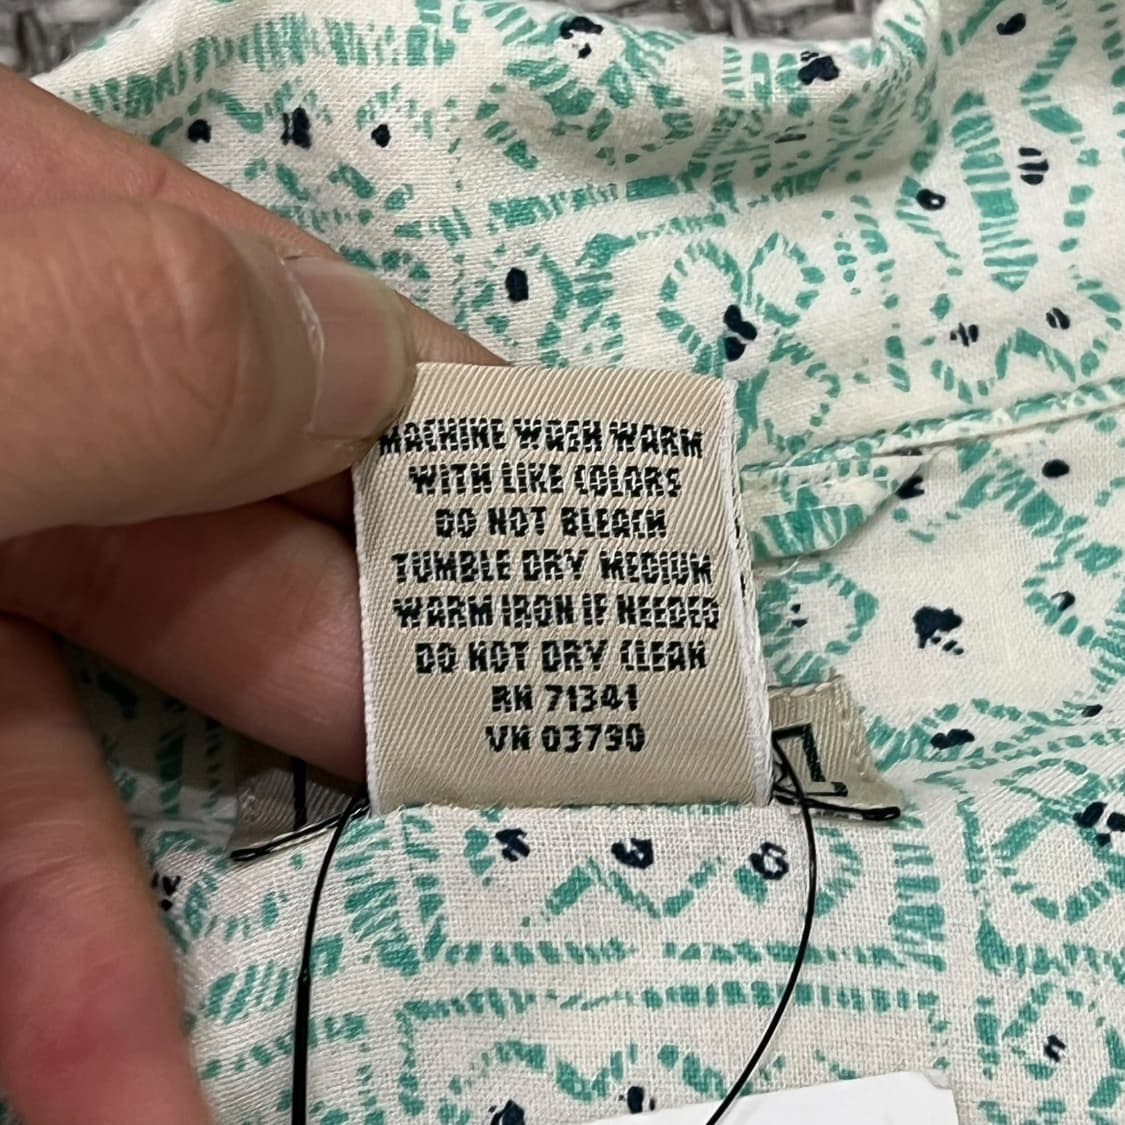 MACHINE WASH WARM
WITH LIKE COLORS
DO NOT BLEACH
TUMBLE DRY MEDIUM
WARM IRON IF NEEDED
DO NOT DRY CLEAN
RN 71341
VN 03790